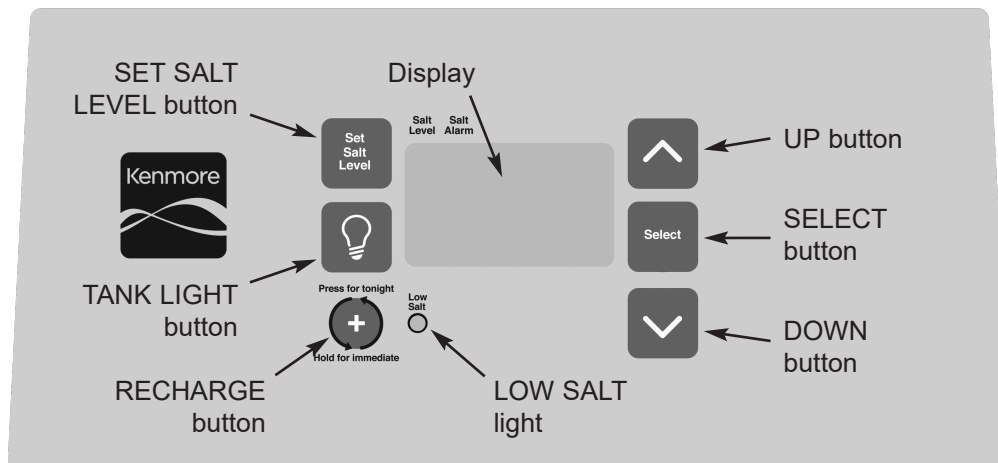 SET SALT
LEVEL button
Display
Salt
Level
Salt
Alarm
Set
Salt
Level
UP button
Kenmore
Select
SELECT
button
TANK LIGHT
button
Press for tonight
+
Hold for immediate
Low
Salt
DOWN
button
RECHARGE
button
LOW SALT
light